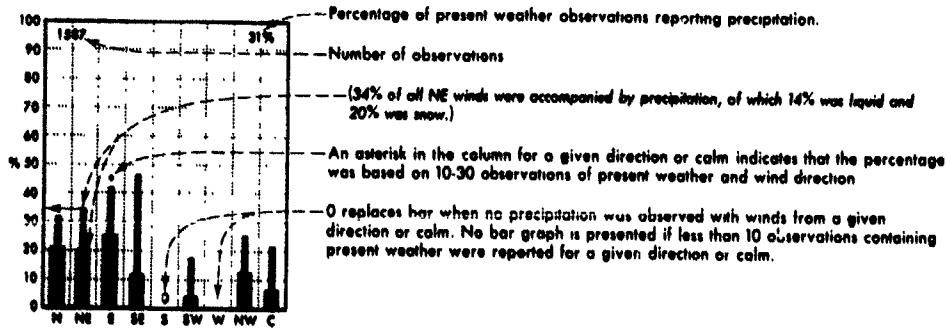 Percentage of present weather observations reporting precipitation.
100
1567
31%
90
Number of observations
80
70
(34% of all NE winds were accompanied by precipitation, of which 14% was liquid and
20% was snow.)
60
%
50
An asterisk in the column for a given direction or calm indicates that the percentage
was based on 10-30 observations of present weather and wind direction
40
30
0 replaces bar when no precipitation was observed with winds from a given
direction or calm. No bar graph is presented if less than 10 observations containing
present weather were reported for a given direction or calm.
20
10
0
0
N NE E SE S SW W NW C